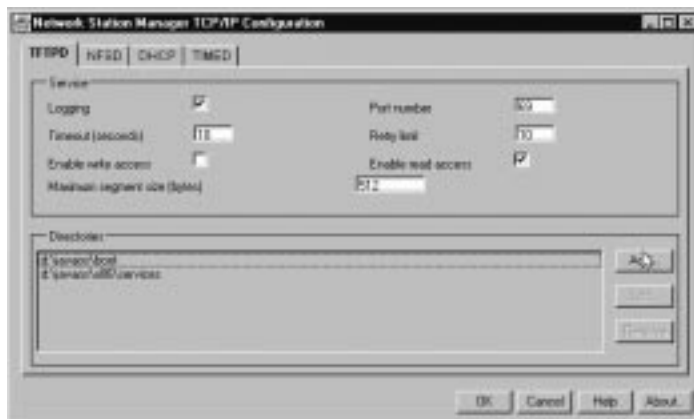 Network Station Manager TCP/IP Configuration
TFTPD NFSD DHCP TIMED
Service
Logging Port number 69
Timeout (seconds) 10 Retry limit 10
Enable write access Enable read access
Maximum segment size (bytes) 512
Directories
Add
OK Cancel Help About